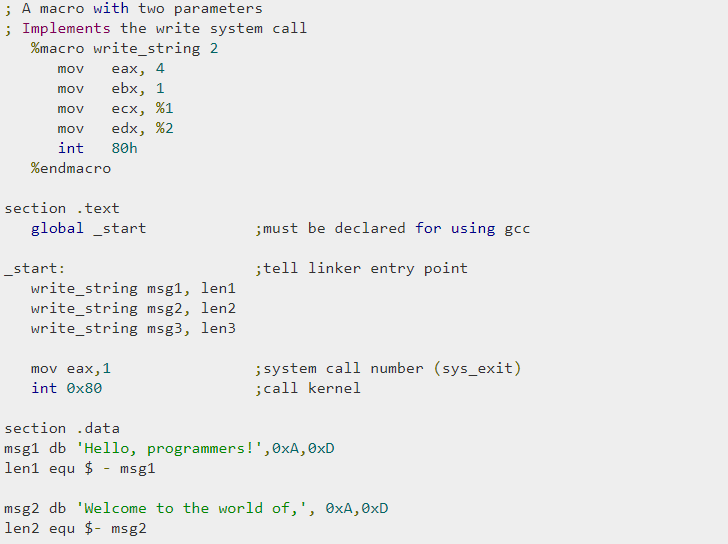 ; A macro with two parameters
; Implements the write system call
   %macro write_string 2
      mov   eax, 4
      mov   ebx, 1
      mov   ecx, %1
      mov   edx, %2
      int   80h
   %endmacro

section .text
   global _start            ;must be declared for using gcc

_start:                     ;tell linker entry point
   write_string msg1, len1
   write_string msg2, len2
   write_string msg3, len3

   mov eax,1                ;system call number (sys_exit)
   int 0x80                 ;call kernel

section .data
msg1 db 'Hello, programmers!',0xA,0xD
len1 equ $ - msg1

msg2 db 'Welcome to the world of,', 0xA,0xD
len2 equ $- msg2